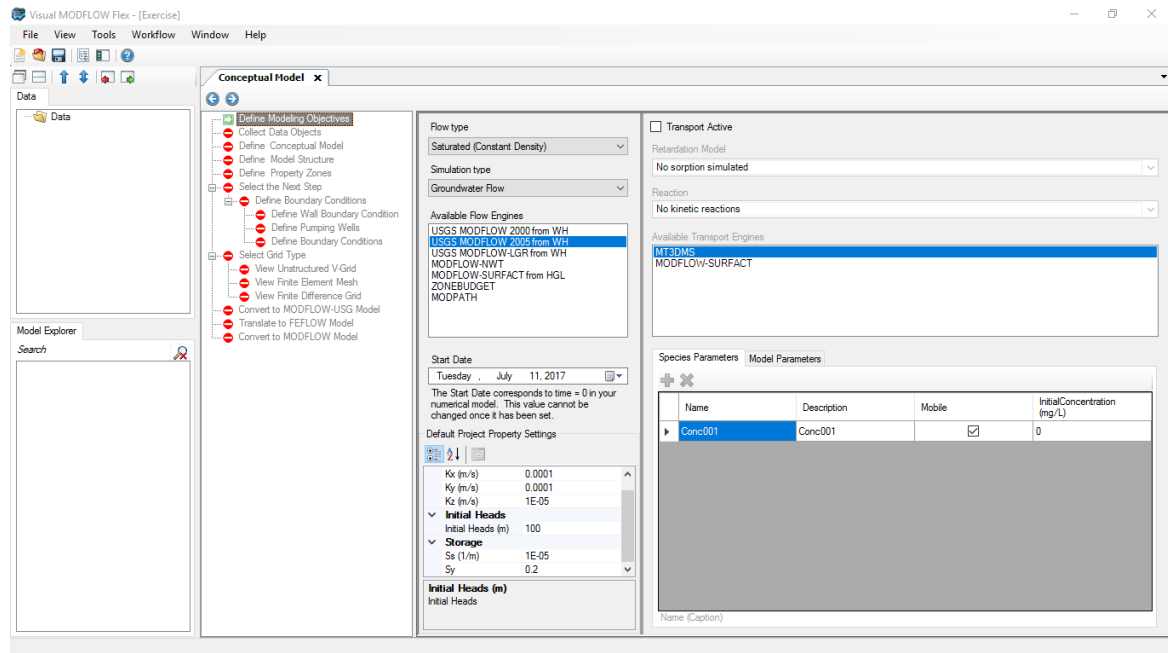 Visual MODFLOW Flex - [Exercise]
File View Tools Workflow Window Help
Data
Data
Model Explorer
Search
Conceptual Model x
Define Modeling Objectives
Collect Data Objects
Define Conceptual Model
Define Model Structure
Define Property Zones
Select the Next Step
Define Boundary Conditions
Define Wall Boundary Condition
Define Pumping Wells
Define Boundary Conditions
Select Grid Type
View Unstructured V-Grid
View Finite Element Mesh
View Finite Difference Grid
Convert to MODFLOW-USG Model
Translate to FEFLOW Model
Convert to MODFLOW Model
Flow type
Saturated (Constant Density)
Simulation type
Groundwater Flow
Available Flow Engines
USGS MODFLOW 2000 from WH
USGS MODFLOW 2005 from WH
USGS MODFLOW-LGR from WH
MODFLOW-NWT
MODFLOW-SURFACT from HGL
ZONEBUDGET
MODPATH
Start Date
Tuesday , July 11, 2017
The Start Date corresponds to time = 0 in your
numerical model. This value cannot be
changed once it has been set.
Default Project Property Settings
Kx (m/s) 0.0001
Ky (m/s) 0.0001
Kz (m/s) 1E-05
Initial Heads
Initial Heads (m) 100
Storage
Ss (1/m) 1E-05
Sy 0.2
Initial Heads (m)
Initial Heads
Transport Active
Retardation Model
No sorption simulated
Reaction
No kinetic reactions
Available Transport Engines
MT3DMS
MODFLOW-SURFACT
Species Parameters Model Parameters
Name Description Mobile InitialConcentration
(mg/L)
Conc001 Conc001 0
Name (Caption)